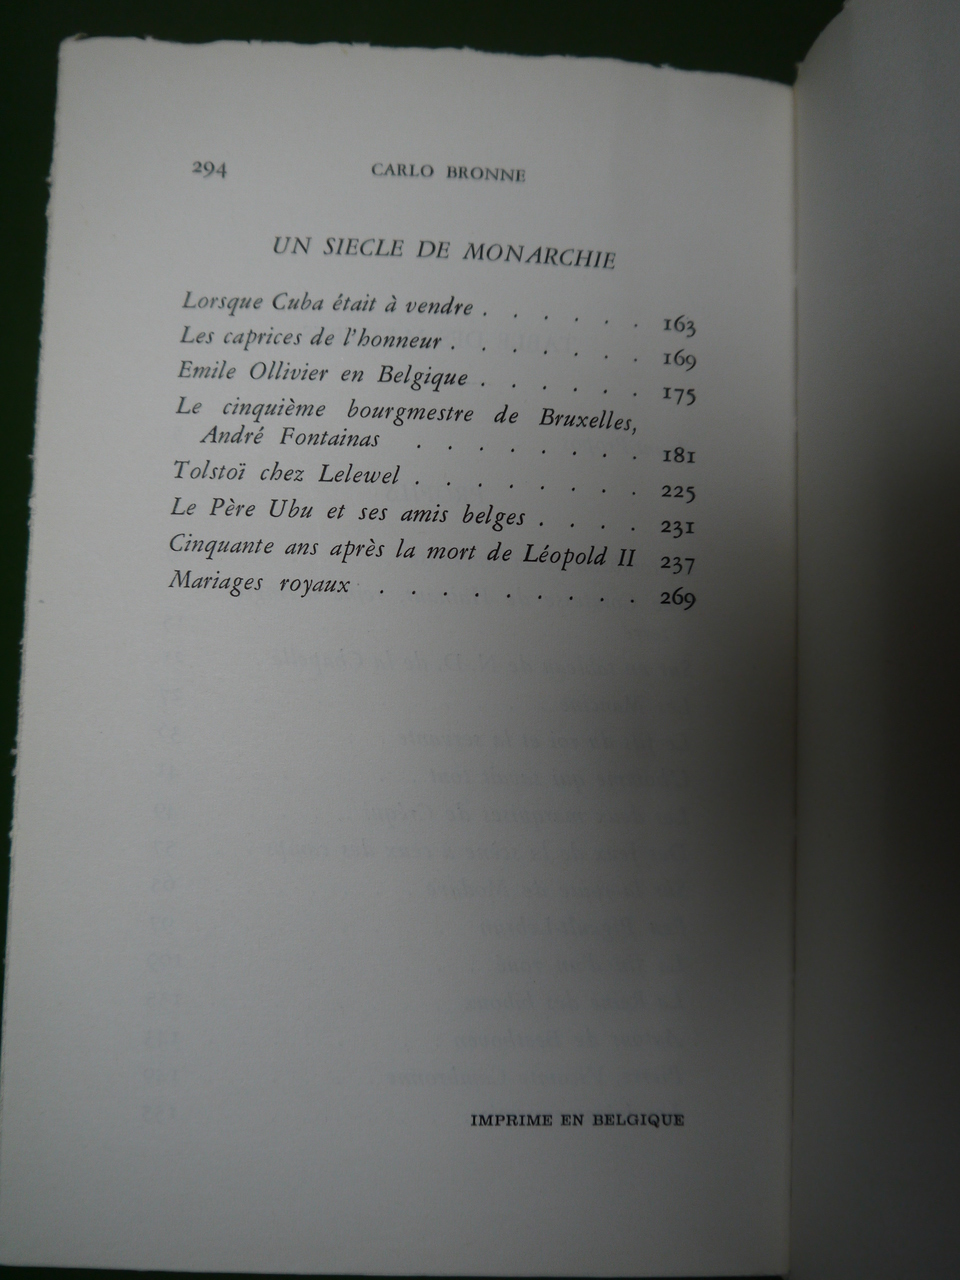 294 CARLO BRONNE
UN SIECLE DE MONARCHIE
Lorsque Cuba était à vendre . . . . . . 163
Les caprices de l'honneur . . . . . . . 169
Emile Ollivier en Belgique . . . . . . 175
Le cinquième bourgmestre de Bruxelles,
André Fontainas . . . . . . . . 181
Tolstoï chez Lelewel . . . . . . . . 225
Le Père Ubu et ses amis belges . . . . 231
Cinquante ans après la mort de Léopold II 237
Mariages royaux . . . . . . . . . 269
IMPRIME EN BELGIQUE